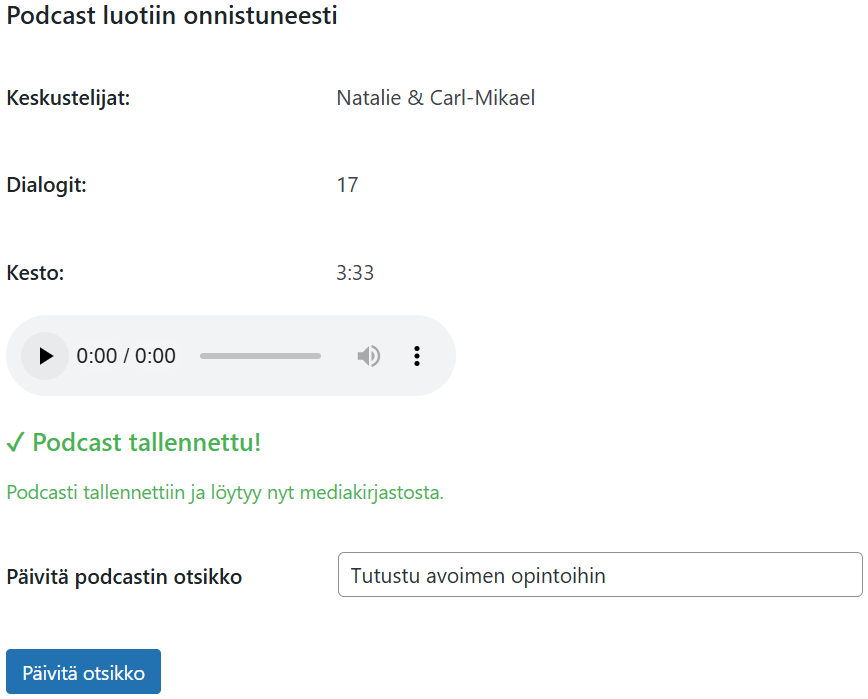 Podcast luotiin onnistuneesti
Keskustelijat: Natalie & Carl-Mikael
Dialogit: 17
Kesto: 3:33
0:00 / 0:00
✓ Podcast tallennettu!
Podcasti tallennettiin ja löytyy nyt mediakirjastosta.
Päivitä podcastin otsikko Tutustu avoimen opintoihin
Päivitä otsikko